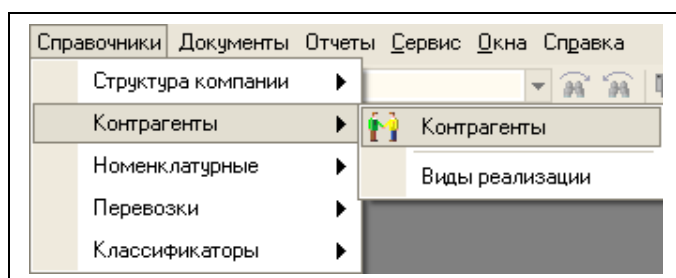 Справочники Документы Отчеты Сервис Окна Справка
Структура компании
Контрагенты
Контрагенты
Номенклатурные
Виды реализации
Перевозки
Классификаторы